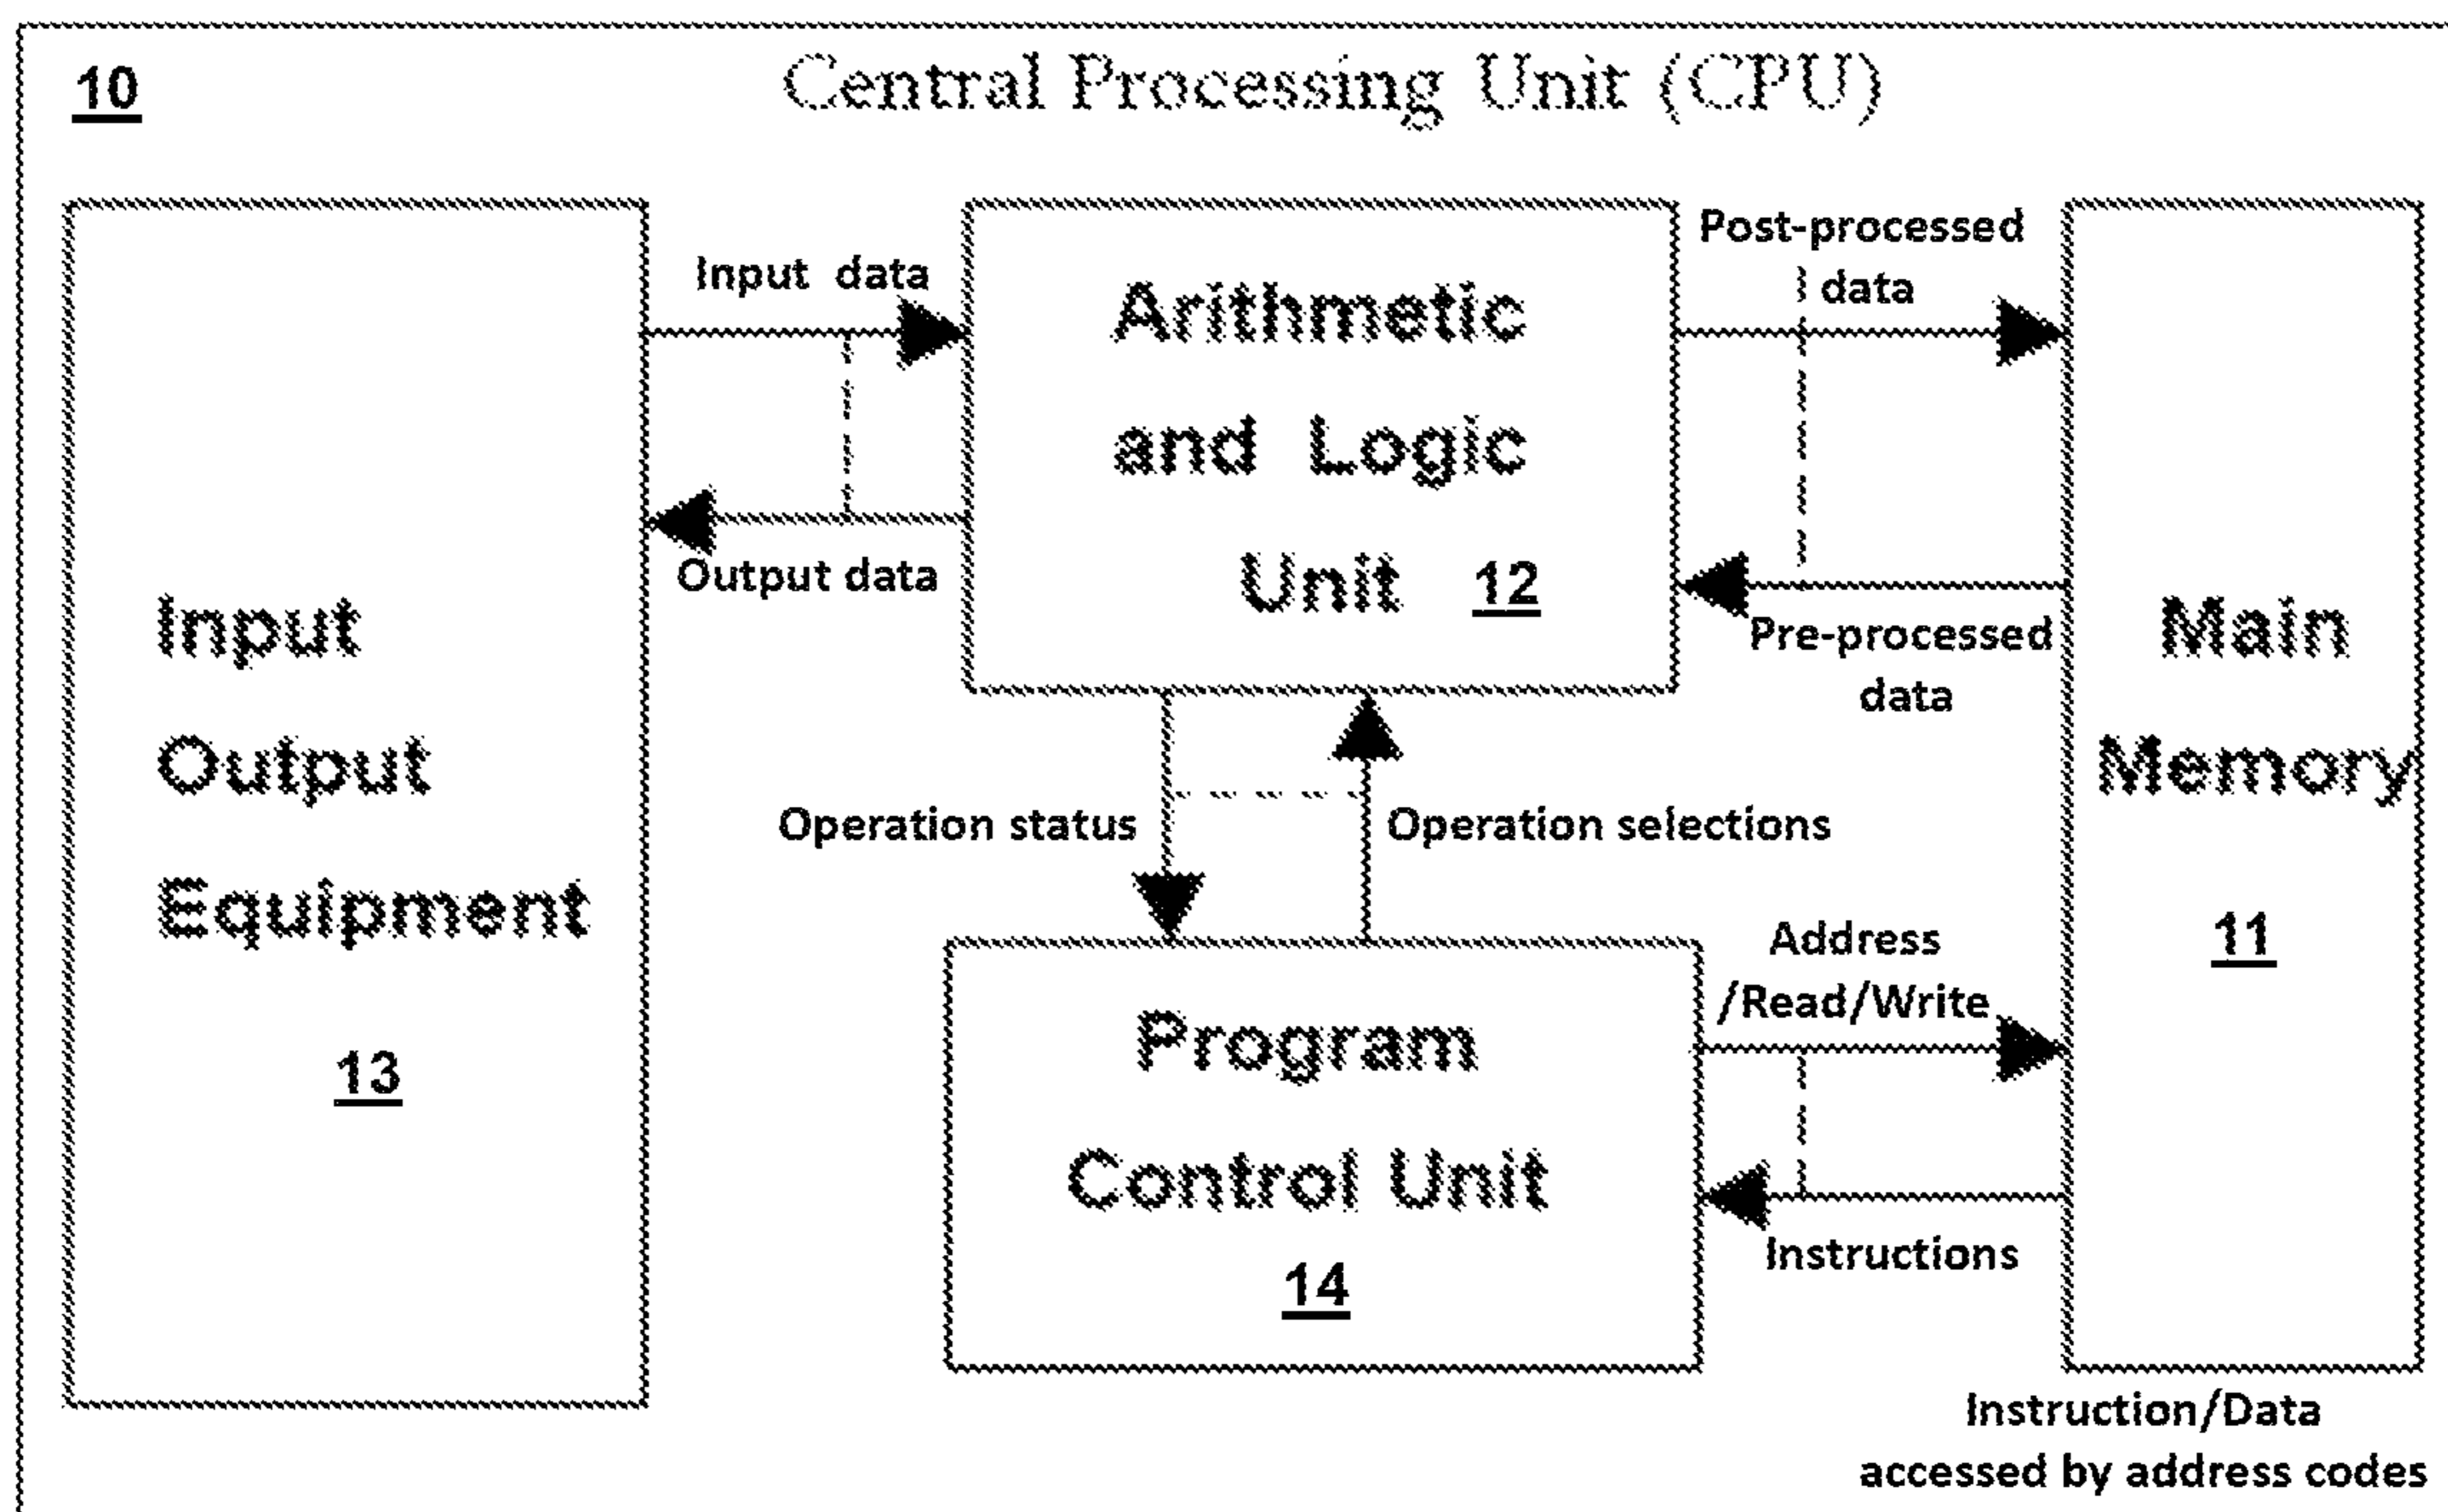 10
Central Processing Unit (CPU)
Input
Output
Equipment
13
Input data
Output data
Arithmetic
and Logic
Unit 12
Post-processed
data
Pre-processed
data
Main
Memory
11
Operation status
Operation selections
Program
Control Unit
14
Address
/Read/Write
Instructions
Instruction/Data
accessed by address codes